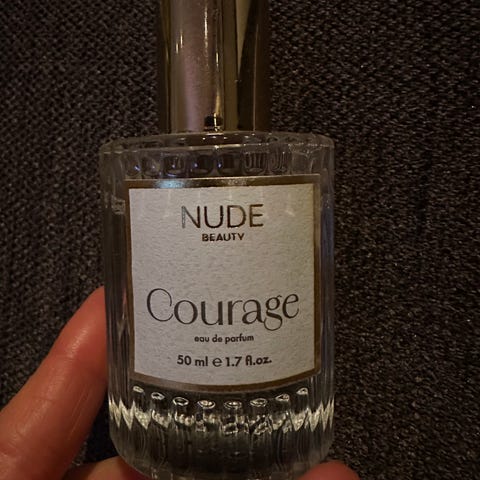 NUDE
BEAUTY
Courage
eau de parfum
50 ml ℮ 1.7 fl.oz.